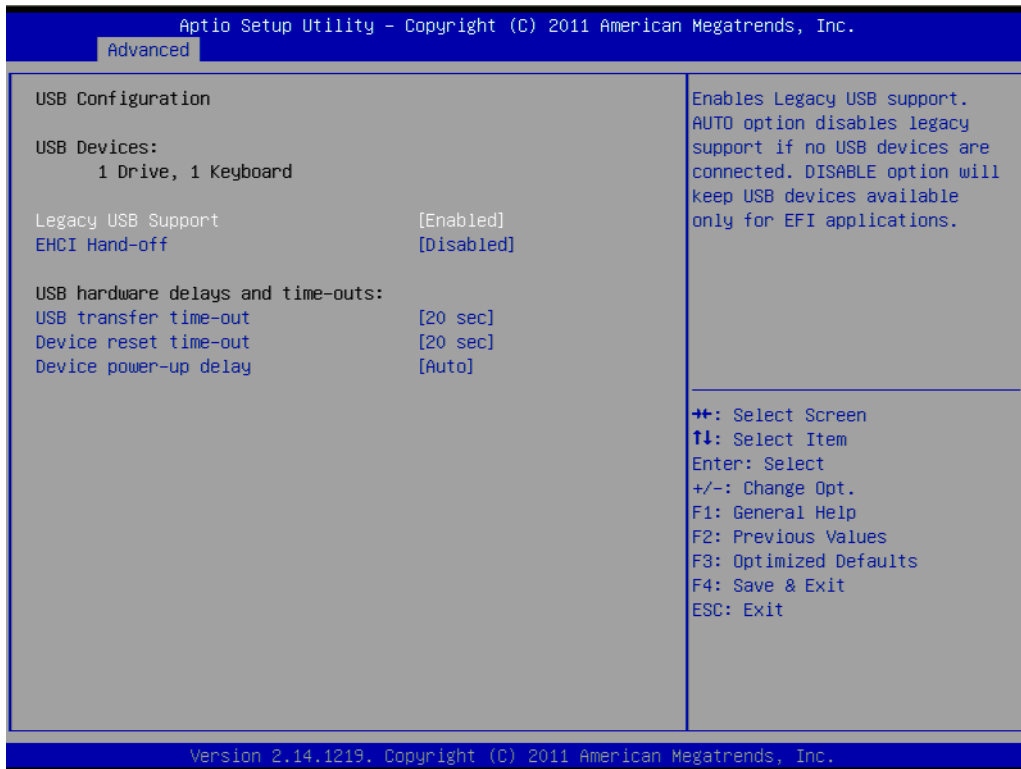 Aptio Setup Utility – Copyright (C) 2011 American Megatrends, Inc.
Advanced
USB Configuration
USB Devices:
1 Drive, 1 Keyboard
Legacy USB Support [Enabled]
EHCI Hand-off [Disabled]
USB hardware delays and time-outs:
USB transfer time-out [20 sec]
Device reset time-out [20 sec]
Device power-up delay [Auto]
Enables Legacy USB support.
AUTO option disables legacy
support if no USB devices are
connected. DISABLE option will
keep USB devices available
only for EFI applications.
→←: Select Screen
↑↓: Select Item
Enter: Select
+/-: Change Opt.
F1: General Help
F2: Previous Values
F3: Optimized Defaults
F4: Save & Exit
ESC: Exit
Version 2.14.1219. Copyright (C) 2011 American Megatrends, Inc.